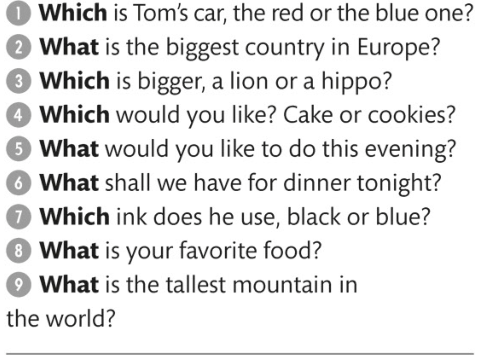 1 Which is Tom's car, the red or the blue one?
2 What is the biggest country in Europe?
3 Which is bigger, a lion or a hippo?
4 Which would you like? Cake or cookies?
5 What would you like to do this evening?
6 What shall we have for dinner tonight?
7 Which ink does he use, black or blue?
8 What is your favorite food?
9 What is the tallest mountain in
the world?